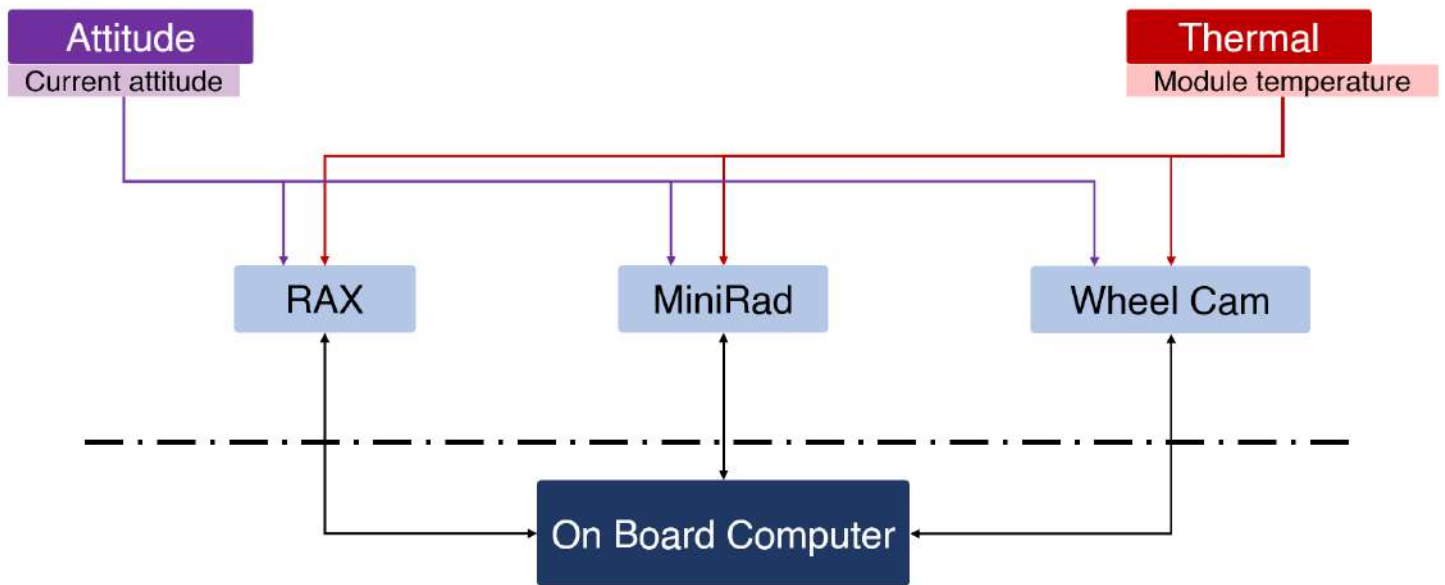 Attitude
Current attitude
Thermal
Module temperature
RAX
MiniRad
Wheel Cam
On Board Computer